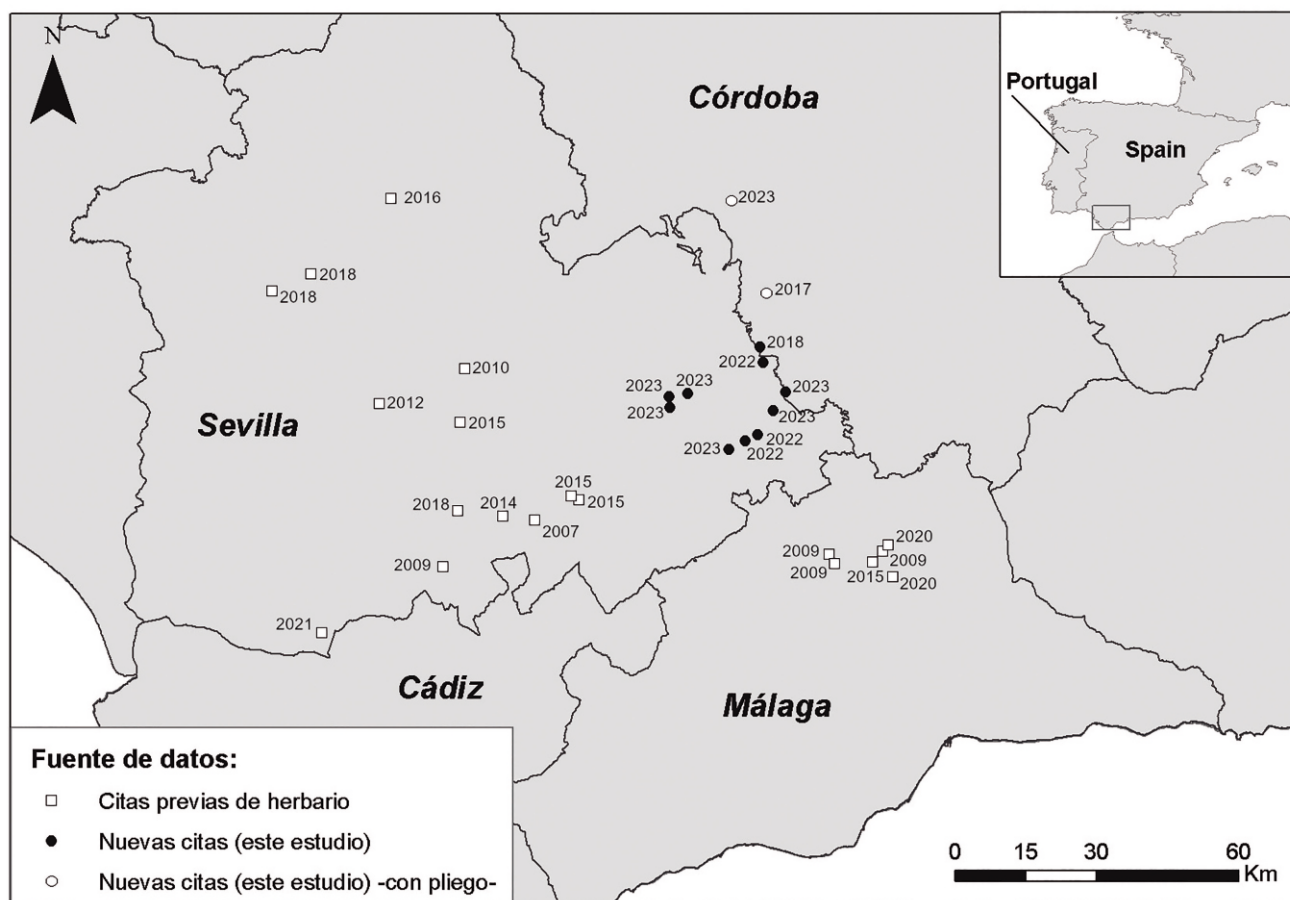 N
Córdoba
Portugal
Spain
2016
2023
2018
2018
2017
2018
2010
2022
2023
2023
2023
2012
2023
2023
Sevilla
2015
2022
2022
2023
2015
2015
2018
2014
2007
2020
2009
2009
2009
2009
2015
2020
2021
Cádiz
Málaga
Fuente de datos:
Citas previas de herbario
Nuevas citas (este estudio)
Nuevas citas (este estudio) -con pliego-
0 15 30 60
Km